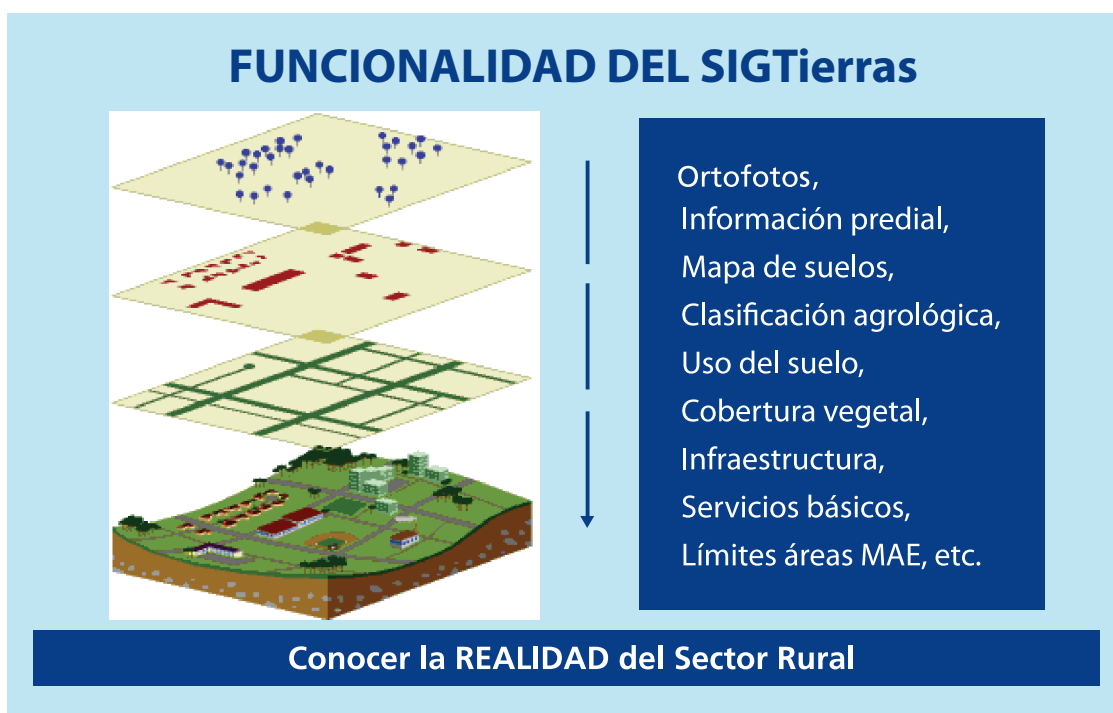 FUNCIONALIDAD DEL SIGTierras
Ortofotos,
Información predial,
Mapa de suelos,
Clasificación agrológica,
Uso del suelo,
Cobertura vegetal,
Infraestructura,
Servicios básicos,
Límites áreas MAE, etc.
Conocer la REALIDAD del Sector Rural